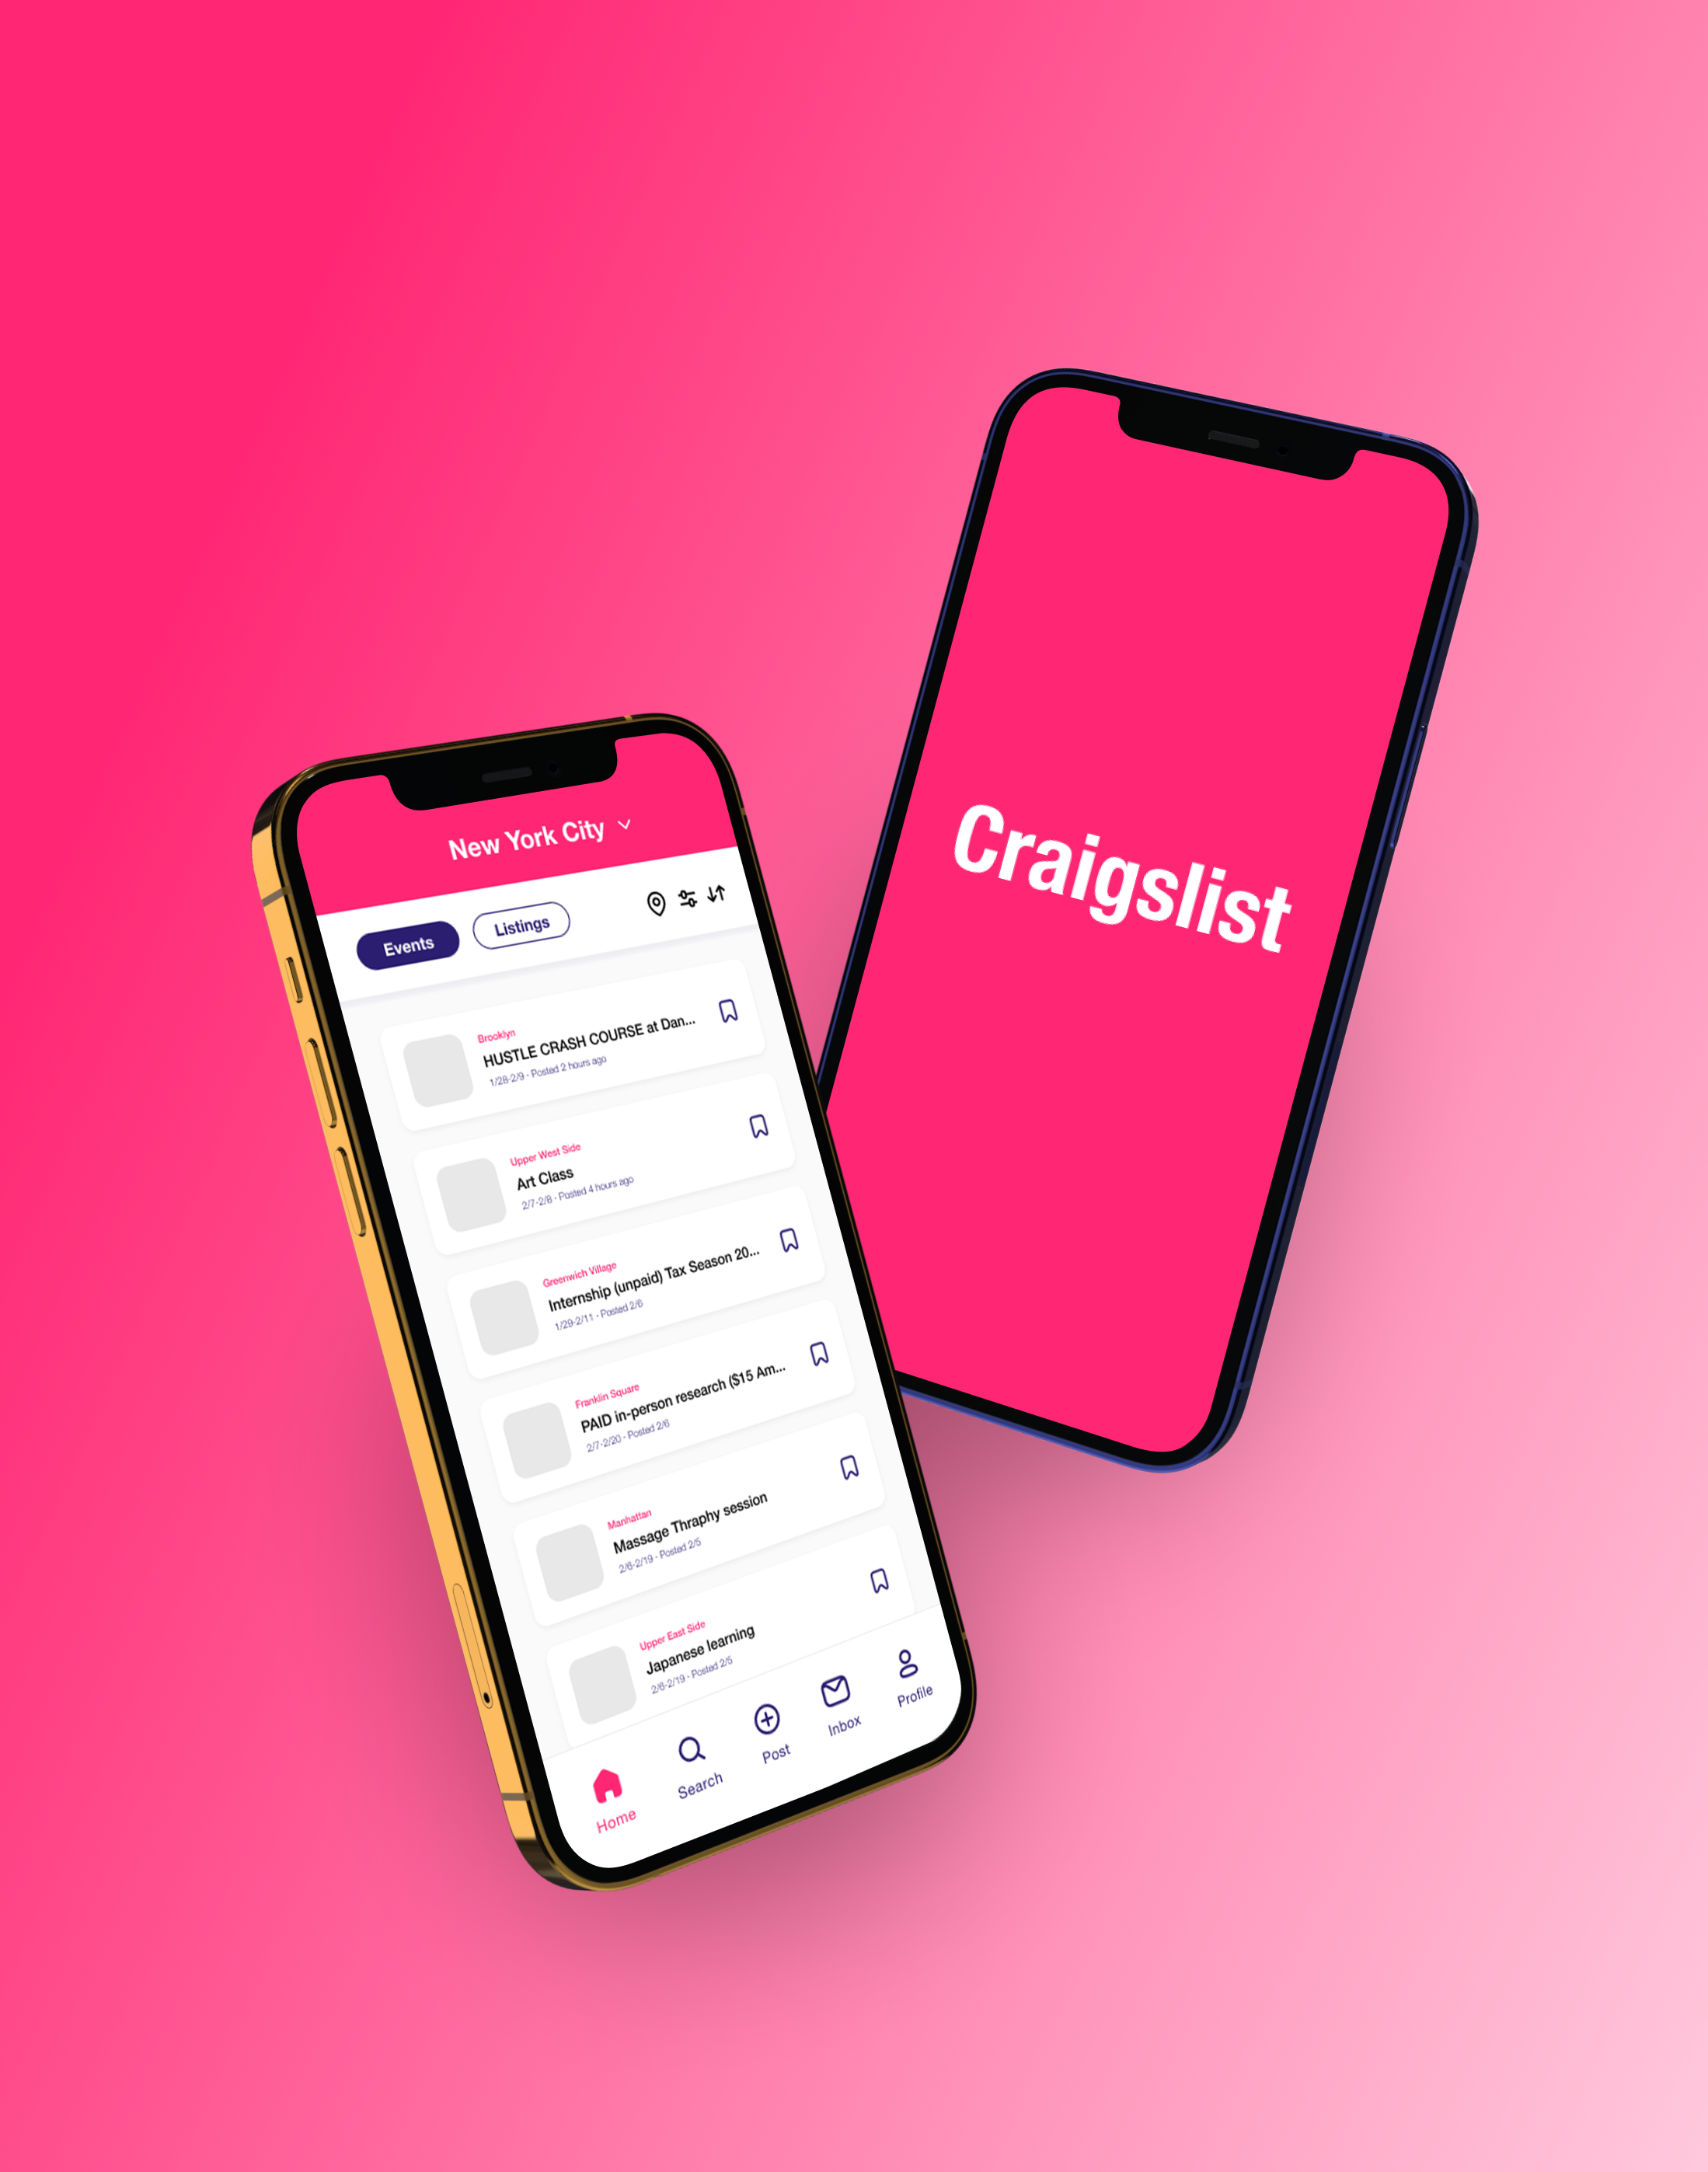 Craigslist
New York City
Events
Listings
Brooklyn
HUSTLE CRASH COURSE at Dan...
1/28-2/9 - Posted 2 hours ago
Upper West Side
Art Class
2/7-2/8 - Posted 4 hours ago
Greenwich Village
Internship (unpaid) Tax Season 20...
1/29-2/11 - Posted 2/6
Franklin Square
PAID in-person research ($15 Am...
2/7-2/20 - Posted 2/6
Manhattan
Massage Thraphy session
2/6-2/19 - Posted 2/5
Upper East Side
Japanese learning
2/6-2/19 - Posted 2/5
Home
Search
Post
Inbox
Profile